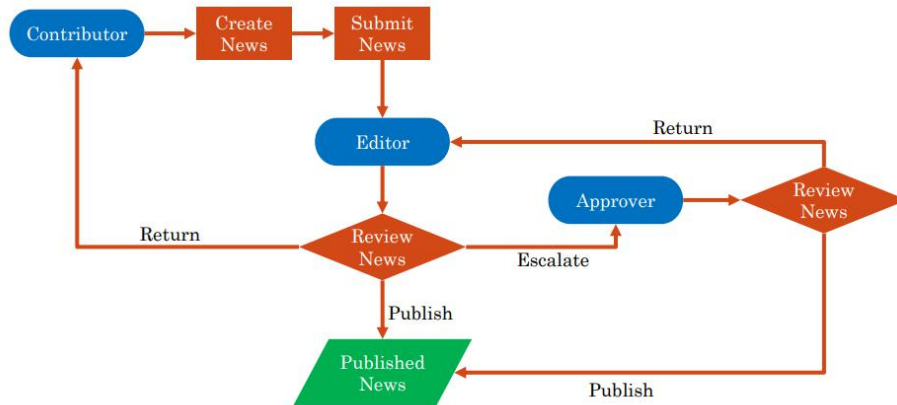 Contributor
Create
News
Submit
News
Editor
Return
Approver
Review
News
Return
Review
News
Escalate
Publish
Published
News
Publish